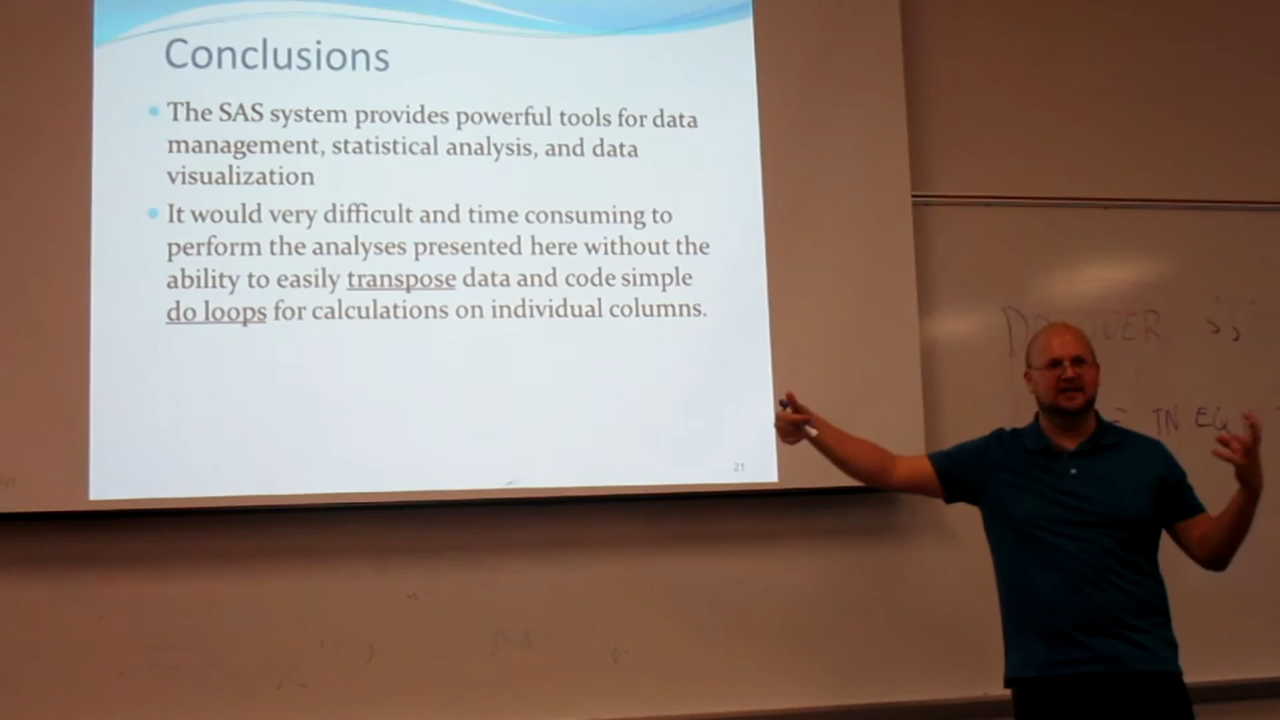 Conclusions
The SAS system provides powerful tools for data
management, statistical analysis, and data
visualization
It would very difficult and time consuming to
perform the analyses presented here without the
ability to easily transpose data and code simple
do loops for calculations on individual columns.
21
IN EG